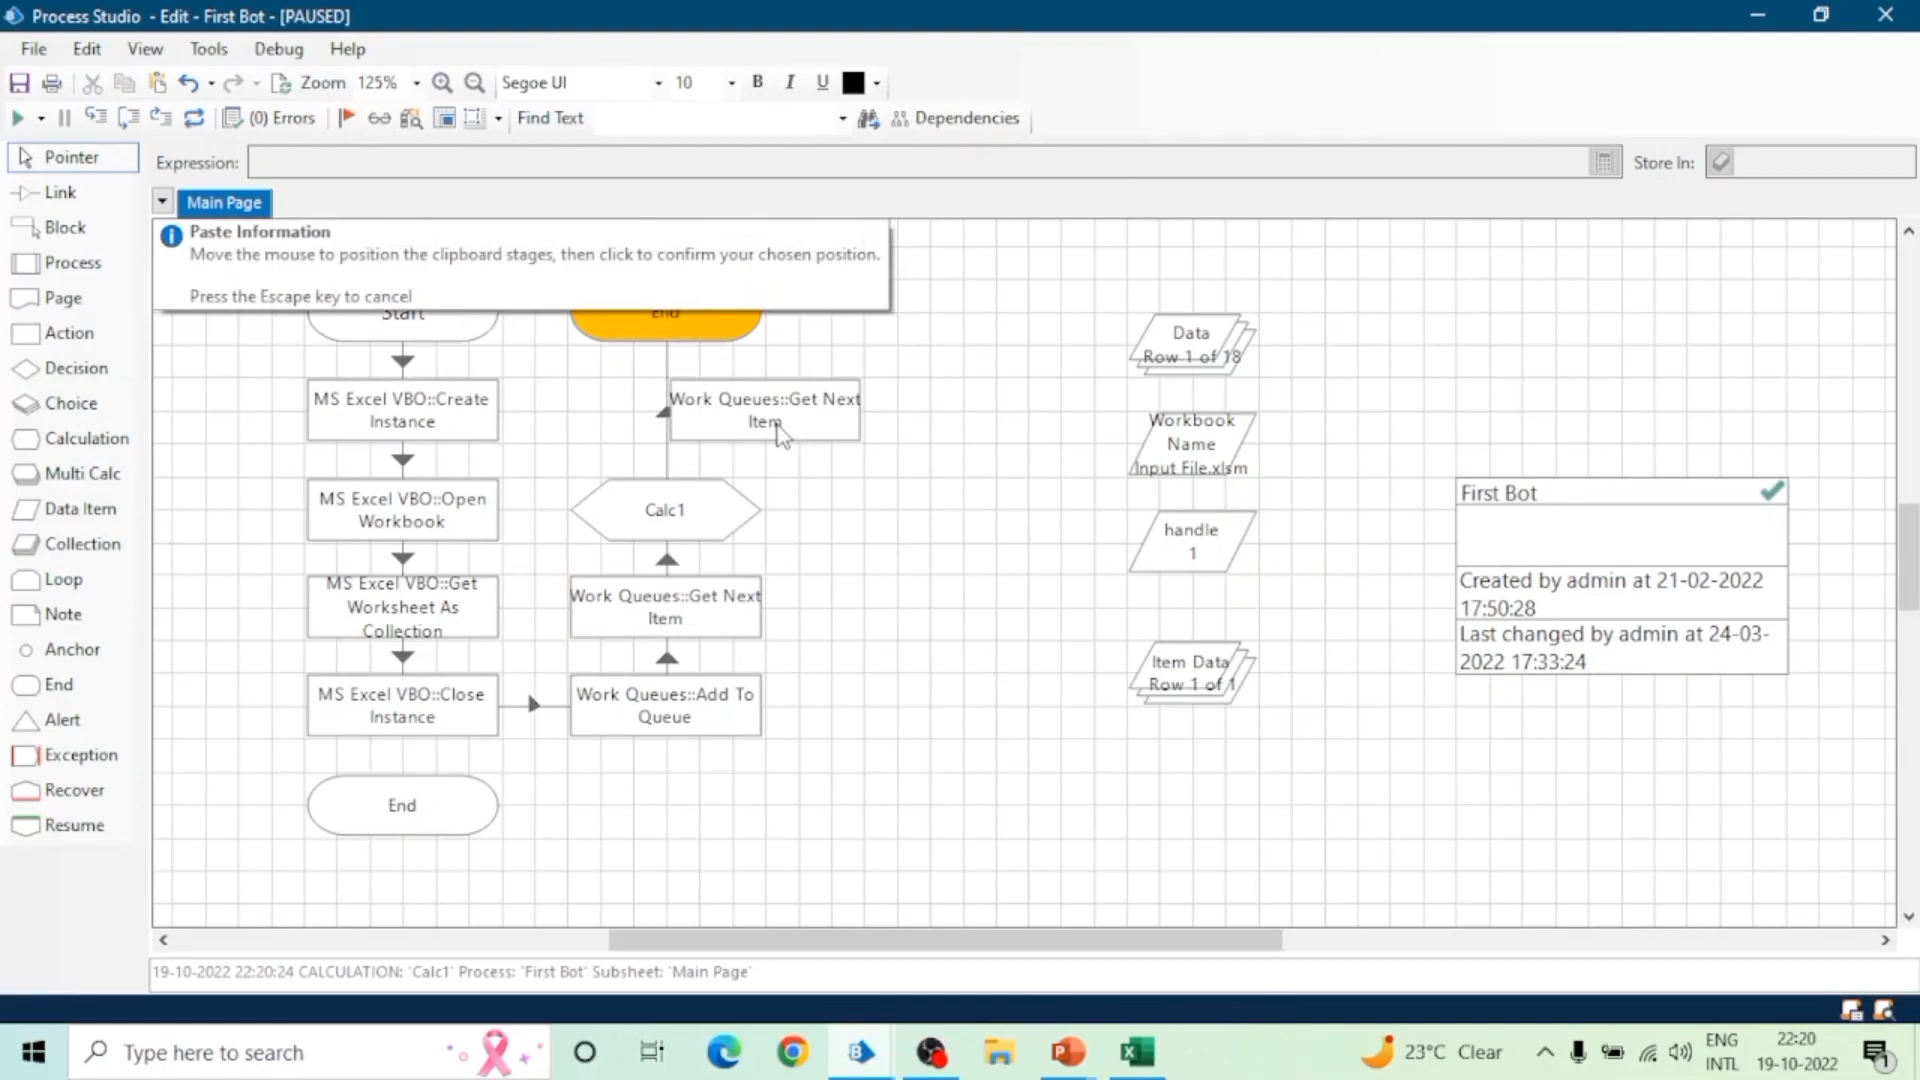 Process Studio - Edit - First Bot - [PAUSED]
File Edit View Tools Debug Help
Zoom 125% Segoe UI 10 B I U
(0) Errors Find Text Dependencies
Pointer
Link
Block
Process
Page
Action
Decision
Choice
Calculation
Multi Calc
Data Item
Collection
Loop
Note
Anchor
End
Alert
Exception
Recover
Resume
Expression: Store In:
Main Page
Paste Information
Move the mouse to position the clipboard stages, then click to confirm your chosen position.
Press the Escape key to cancel
Start
MS Excel VBO::Create
Instance
MS Excel VBO::Open
Workbook
MS Excel VBO::Get
Worksheet As
Collection
MS Excel VBO::Close
Instance
End
End
Work Queues::Get Next
Item
Calc1
Work Queues::Get Next
Item
Work Queues::Add To
Queue
Data
Row 1 of 18
Workbook
Name
Input File.xlsm
handle
1
Item Data
Row 1 of 1
First Bot
Created by admin at 21-02-2022
17:50:28
Last changed by admin at 24-03-
2022 17:33:24
19-10-2022 22:20:24 CALCULATION: 'Calc1' Process: 'First Bot' Subsheet: 'Main Page'
Type here to search
23°C Clear
ENG
INTL
22:20
19-10-2022
1